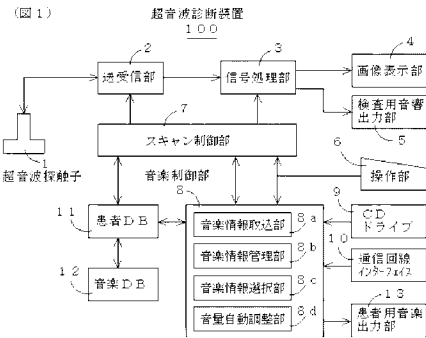 (図1)
超音波診断装置
100
2
送受信部
3
信号処理部
4
画像表示部
検査用音響
出力部
5
7
スキャン制御部
1
超音波探触子
音楽制御部
8
6
操作部
11
患者DB
12
音楽DB
音楽情報取込部
8a
音楽情報管理部
8b
音楽情報選択部
8c
音量自動調整部
8d
9
CD
ドライブ
10
通信回線
インターフェイス
13
患者用音楽
出力部